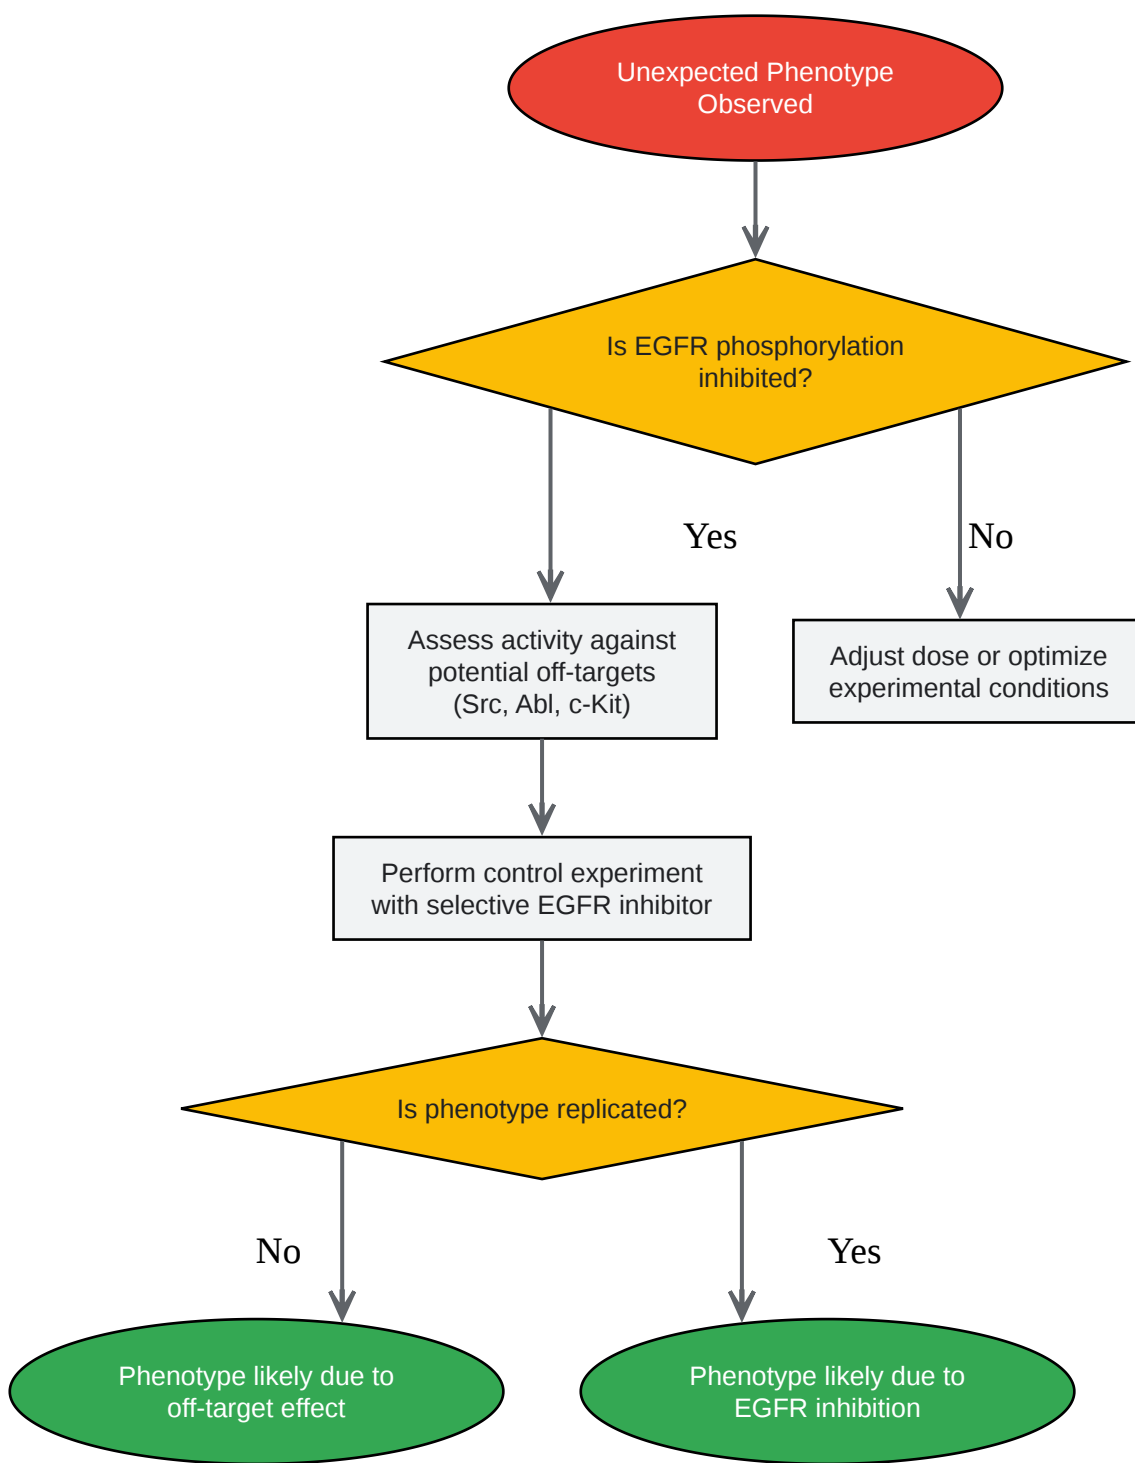 Unexpected Phenotype
Observed
Is EGFR phosphorylation
inhibited?
Yes
No
Assess activity against
potential off-targets
(Src, Abl, c-Kit)
Adjust dose or optimize
experimental conditions
Perform control experiment
with selective EGFR inhibitor
Is phenotype replicated?
No
Yes
Phenotype likely due to
off-target effect
Phenotype likely due to
EGFR inhibition